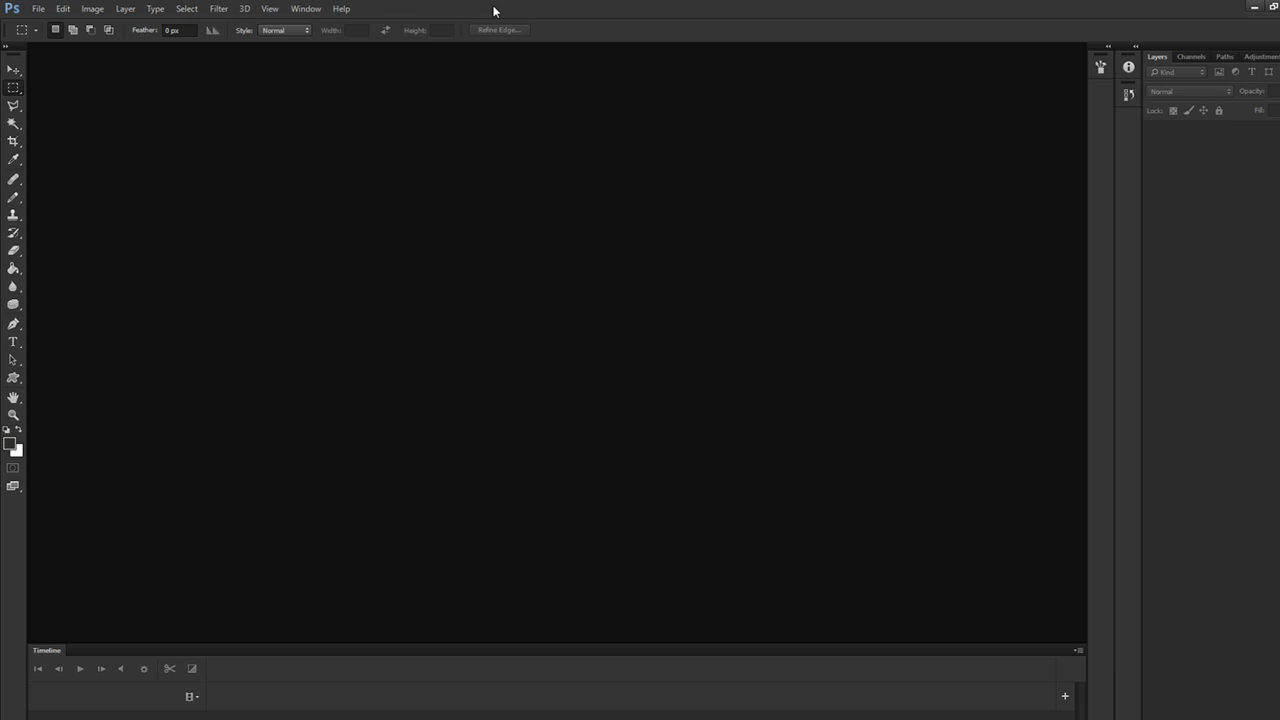 Ps File Edit Image Layer Type Select Filter 3D View Window Help
Feather: 0 px Style: Normal Width: Height: Refine Edge...
Layers Channels Paths Adjustmen
Kind T
Normal Opacity:
Lock: Fill:
T
Timeline